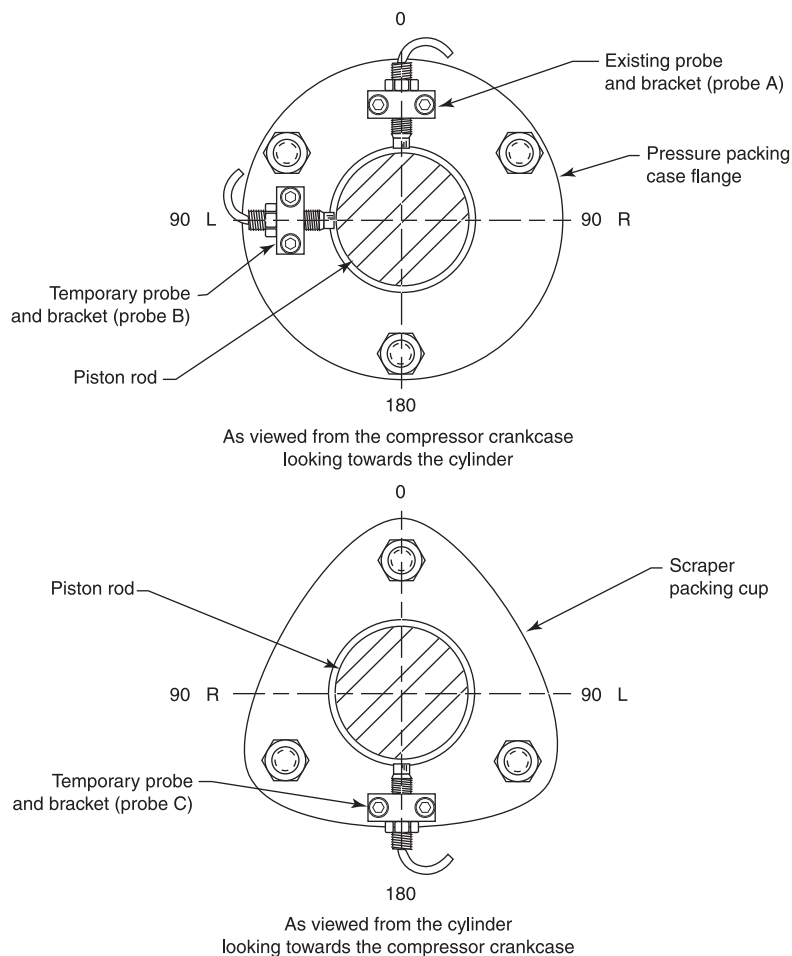 0
Existing probe
and bracket (probe A)
Pressure packing
case flange
90 L
90 R
Temporary probe
and bracket (probe B)
Piston rod
180
As viewed from the compressor crankcase
looking towards the cylinder
0
Piston rod
Scraper
packing cup
90 R
90 L
Temporary probe
and bracket (probe C)
180
As viewed from the cylinder
looking towards the compressor crankcase